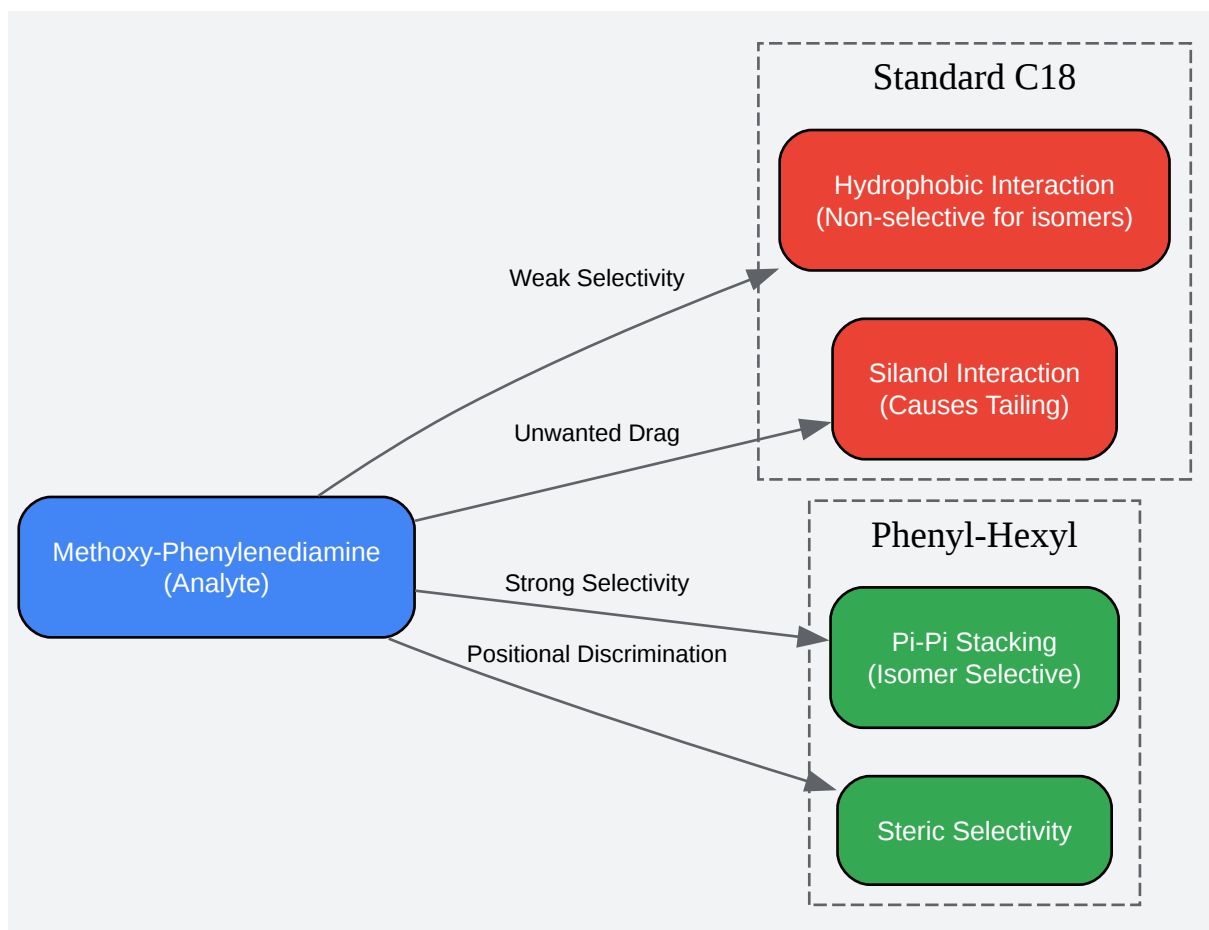 Standard C18
Hydrophobic Interaction
(Non-selective for isomers)
Weak Selectivity
Silanol Interaction
(Causes Tailing)
Unwanted Drag
Methoxy-Phenylenediamine
(Analyte)
Phenyl-Hexyl
Strong Selectivity
Pi-Pi Stacking
(Isomer Selective)
Positional Discrimination
Steric Selectivity